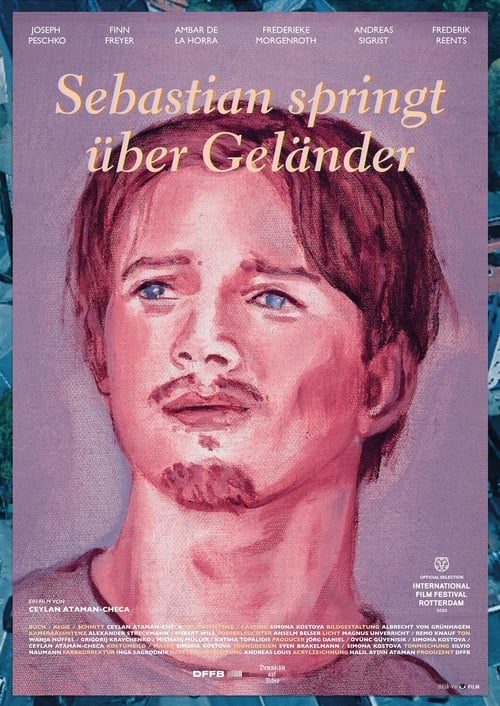 JOSEPH PESCHKO
FINN FREYER
AMBAR DE LA HORRA
FREDERIEKE MORGENROTH
ANDREAS SIGRIST
FREDERIK REENTS
Sebastian springt
über Geländer
EIN FILM VON
CEYLAN ATAMAN-CHECA
OFFICIAL SELECTION
INTERNATIONAL
FILM FESTIVAL
ROTTERDAM
2020
BUCH / REGIE / SCHNITT CEYLAN ATAMAN-CHECA CASTING SIMONA KOSTOVA BILDGESTALTUNG ALBRECHT VON GRÜNHAGEN
KAMERAASSISTENZ ALEXANDER STRECKMANN / ROBERT WILL OBERBELEUCHTER ANSELM BELSER LICHT MAGNUS UNVERRICHT / REMO KNAUF TON
WANJA HÜFFEL / GRIGORIJ KRAVCHENKO / MICHAEL MÜLLER / KATINA TOPALIDIS PRODUCER JÖRG DANIEL / ÖYÜNC GÜVENISIK / SIMONA KOSTOVA /
CEYLAN ATAMAN-CHECA KOSTÜMBILD / MASKE SIMONA KOSTOVA SOUNDDESIGN SVEN BRAKELMANN / SIMONA KOSTOVA TONMISCHUNG SILVIO
NAUMANN FARBKORREKTUR INGA SAGRODNIK ANDREAS LOUIS ACRYLZEICHNUNG HALIL AYDIN ATAMAN PRODUZENT DFFB
DFFB
FILM